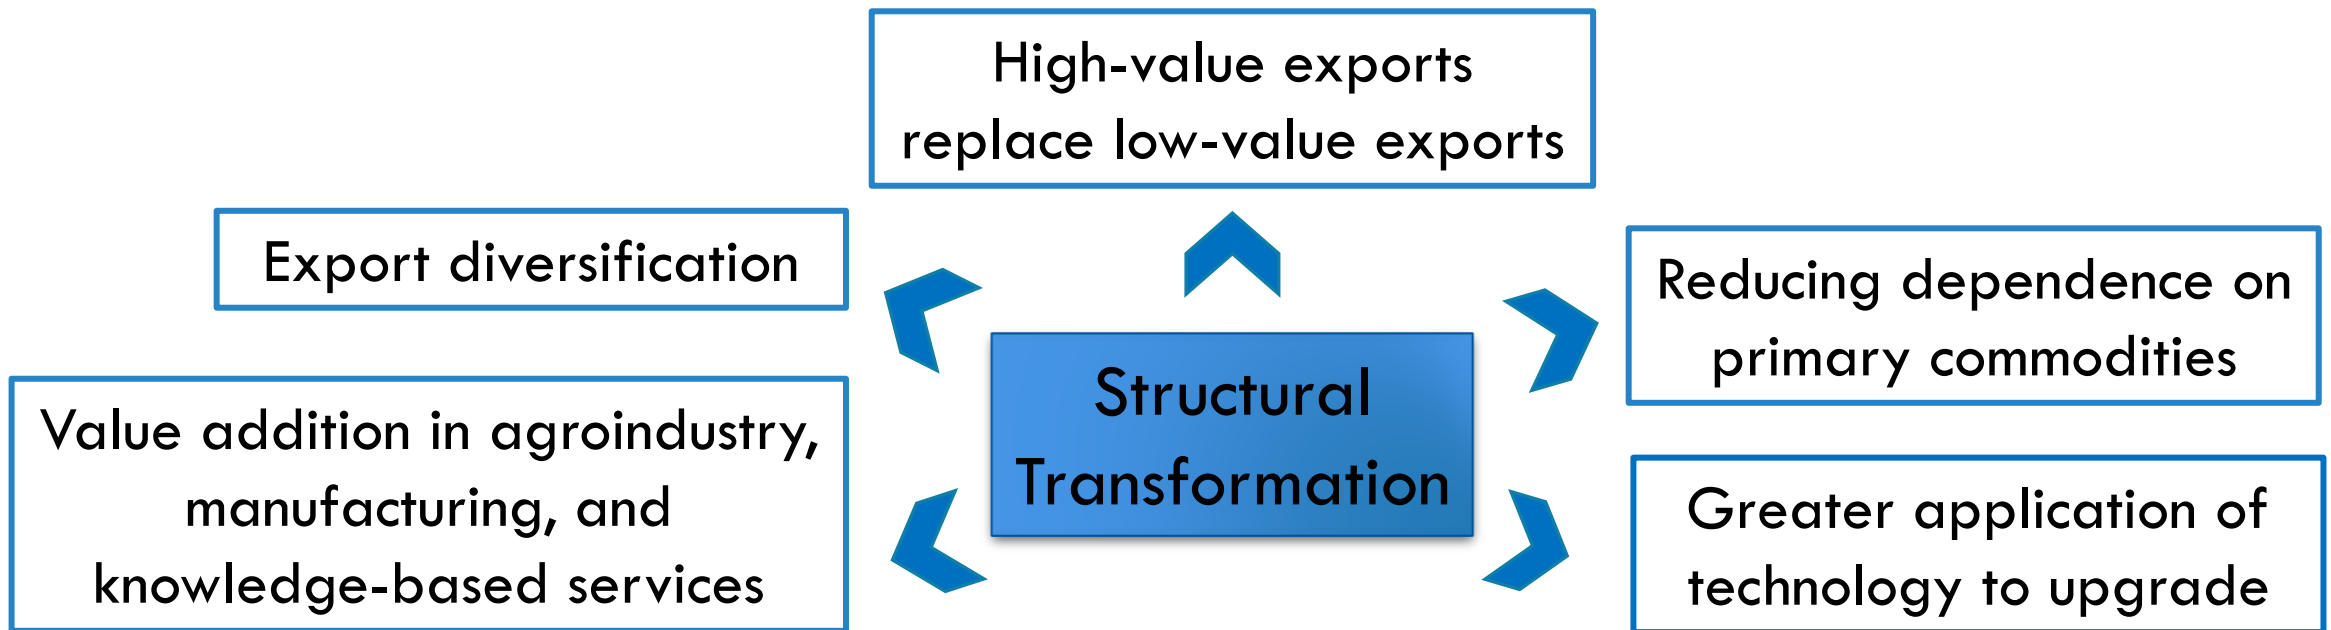 High-value exports
replace low-value exports
Export diversification
Reducing dependence on
primary commodities
Structural
Transformation
Value addition in agroindustry,
manufacturing, and
knowledge-based services
Greater application of
technology to upgrade